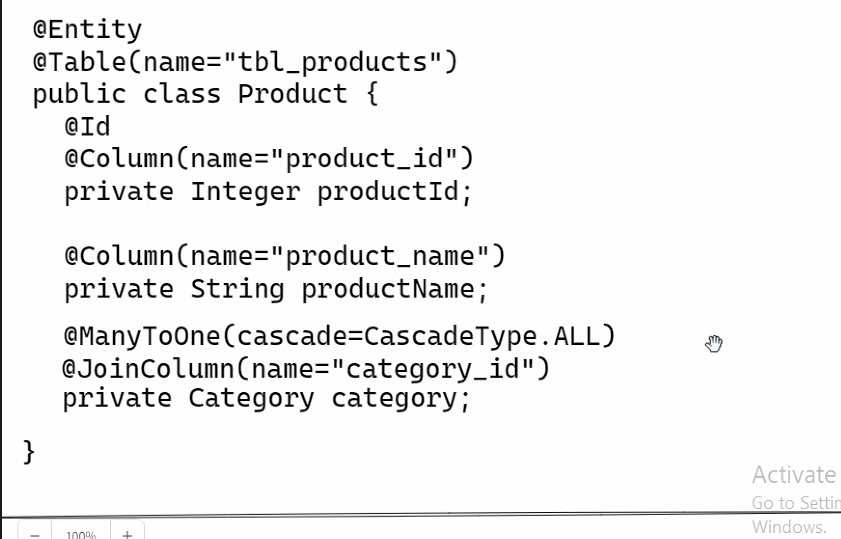 @Entity
@Table(name="tbl_products")
public class Product {
@Id
@Column(name="product_id")
private Integer productId;
@Column(name="product_name")
private String productName;
@ManyToOne(cascade=CascadeType.ALL)
@JoinColumn(name="category_id")
private Category category;
}
Activate
Go to Settin
Windows.
− 100% +